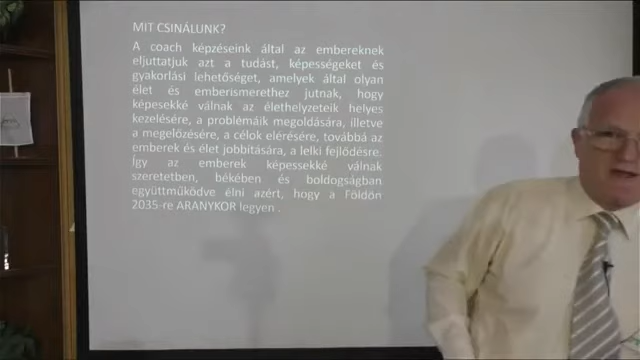 MIT CSINÁLUNK?
A coach képzéseink által az embereknek
eljuttatjuk azt a tudást, képességeket és
gyakorlási lehetőséget, amelyek által olyan
élet és emberismerethez jutnak, hogy
képesekké válnak az élethelyzeteik helyes
kezelésére, a problémáik megoldására, illetve
a megelőzésére, a célok elérésére, továbbá az
emberek és élet jobbítására, a lelki fejlődésre.
Így az emberek képessekké válnak
szeretetben, békében és boldogságban
együttműködve élni azért, hogy a Földön
2035-re ARANYKOR legyen .